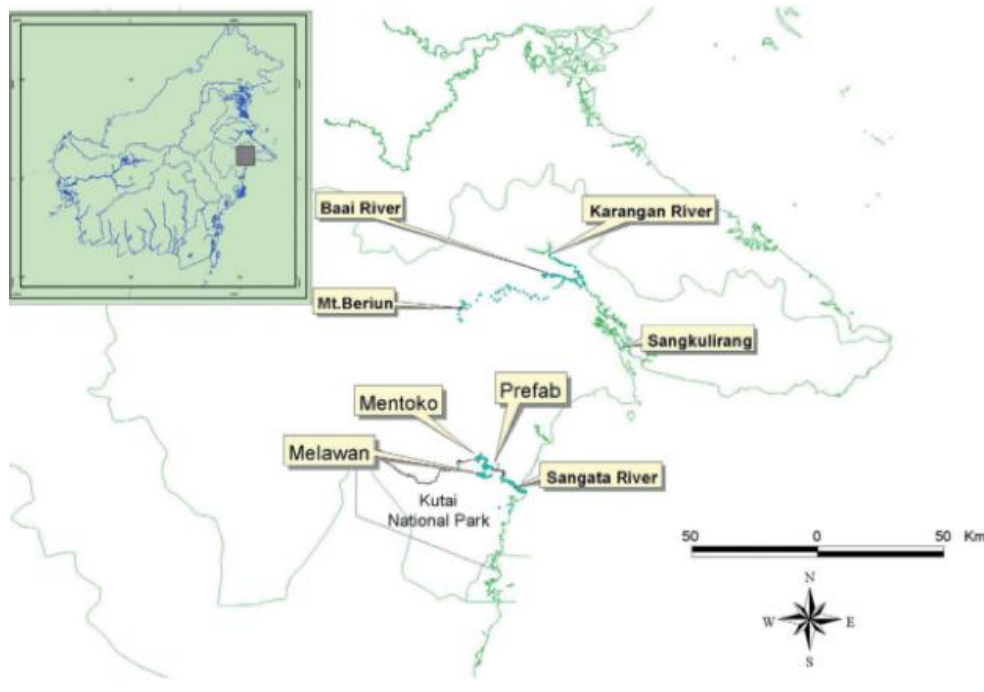 Baai River
Karangan River
Mt.Beriun
Sangkulirang
Mentoko
Prefab
Melawan
Sangata River
Kutai
National Park
50 0 50 Km
N
W E
S